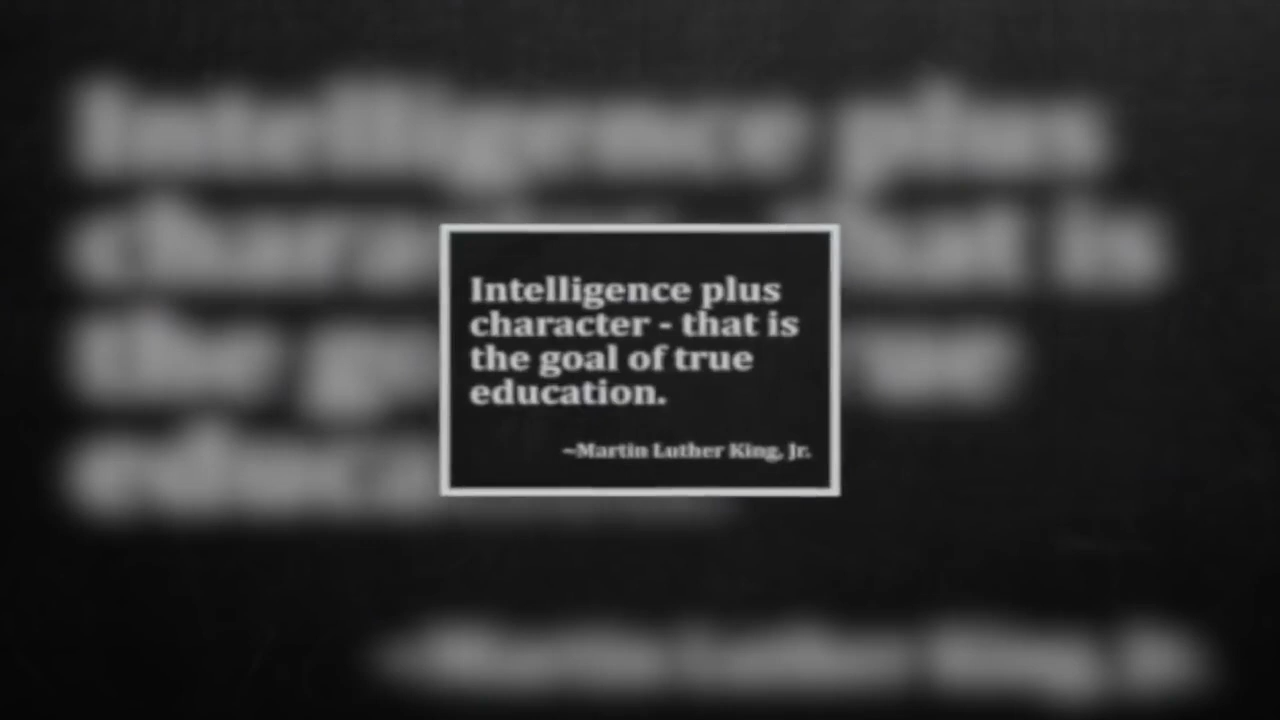 Intelligence plus
character - that is
the goal of true
education.
~Martin Luther King, Jr.